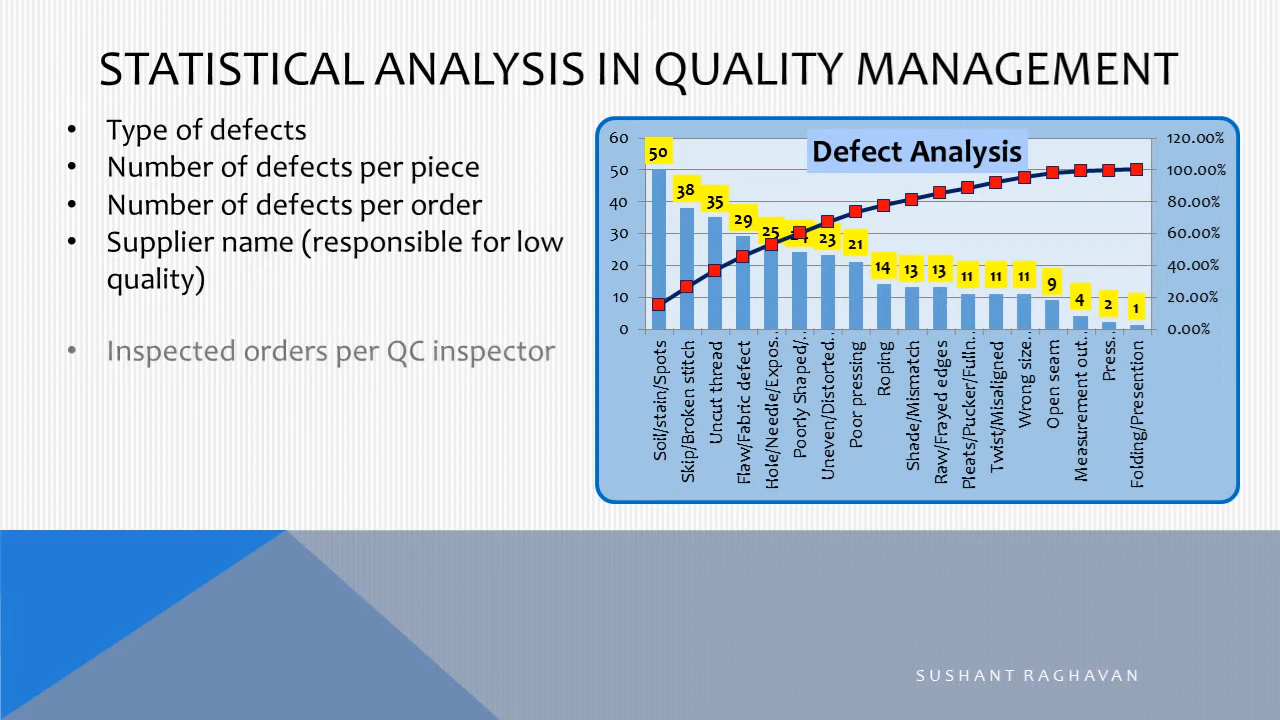 STATISTICAL ANALYSIS IN QUALITY MANAGEMENT
• Type of defects
• Number of defects per piece
• Number of defects per order
• Supplier name (responsible for low
quality)
• Inspected orders per QC inspector
Defect Analysis
60
50
40
30
20
10
0
50
38
35
29
25
23
21
14
13
13
11
11
11
9
4
2
1
120.00%
100.00%
80.00%
60.00%
40.00%
20.00%
0.00%
Soil/stain/Spots
Skip/Broken stitch
Uncut thread
Flaw/Fabric defect
Hole/Needle/Expos..
Poorly Shaped/..
Uneven/Distorted..
Poor pressing
Roping
Shade/Mismatch
Raw/Frayed edges
Pleats/Pucker/Fulln..
Twist/Misaligned
Wrong size..
Open seam
Measurement out..
Press..
Folding/Presention
SUSHANT RAGHAVAN